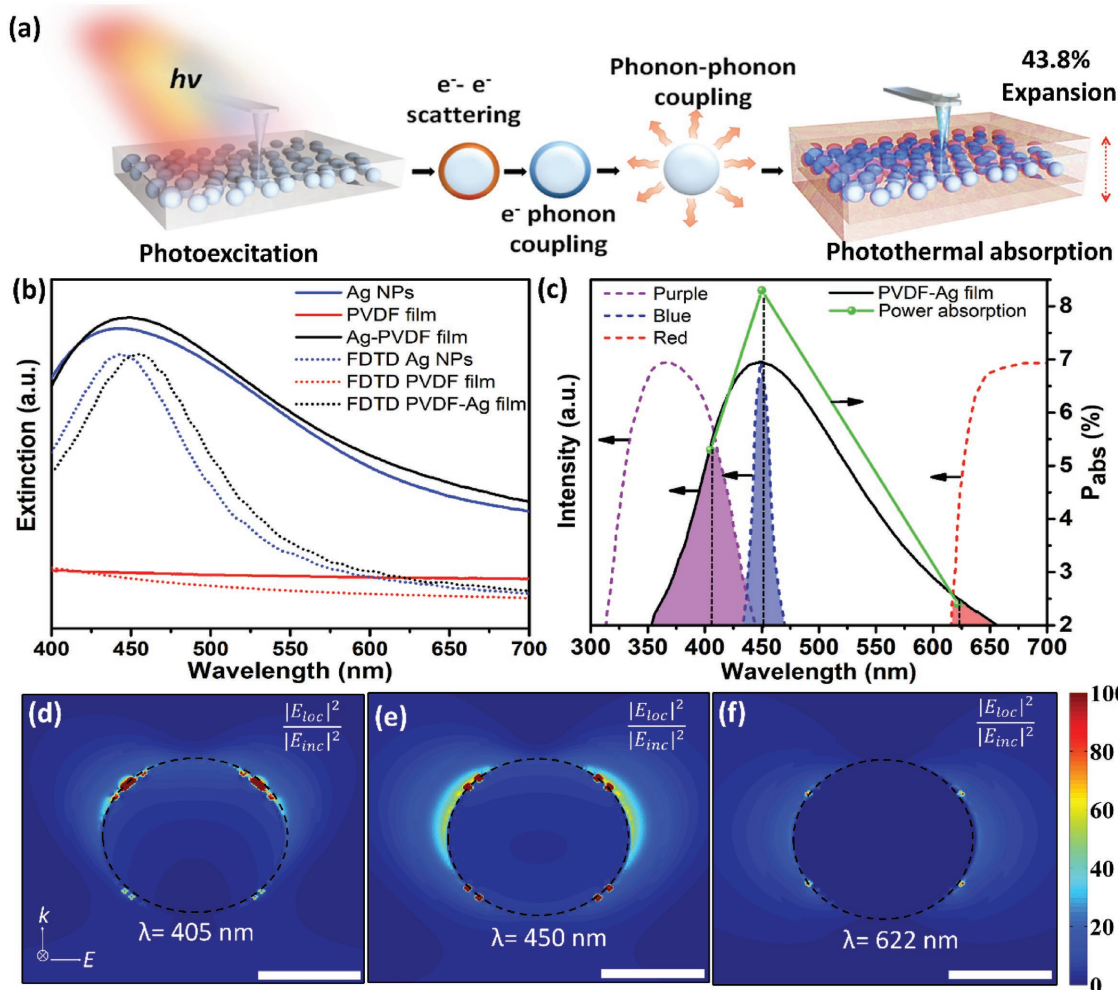 (a)
hν
Photoexcitation
e⁻- e⁻
scattering
e⁻ phonon
coupling
Phonon-phonon
coupling
43.8%
Expansion
Photothermal absorption
(b)
Ag NPs
PVDF film
Ag-PVDF film
FDTD Ag NPs
FDTD PVDF film
FDTD PVDF-Ag film
Extinction (a.u.)
400 450 500 550 600 650 700
Wavelength (nm)
(c)
Purple
Blue
Red
PVDF-Ag film
Power absorption
Intensity (a.u.)
8
7
6
5
4
3
2
P_abs (%)
300 350 400 450 500 550 600 650 700
Wavelength (nm)
(d)
|E_loc|²
|E_inc|²
k
E
λ= 405 nm
(e)
|E_loc|²
|E_inc|²
λ= 450 nm
(f)
|E_loc|²
|E_inc|²
λ= 622 nm
100
80
60
40
20
0